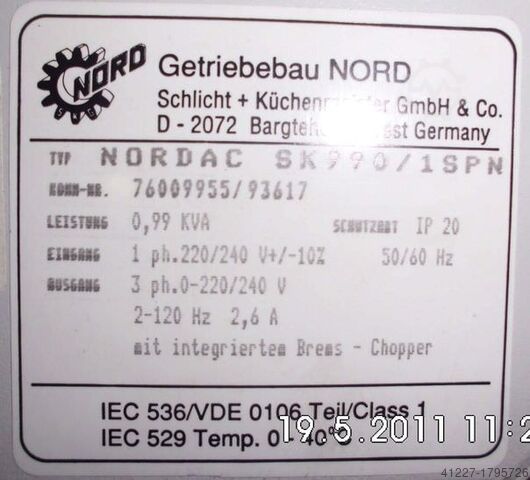 NORD
Getriebebau NORD
Schlicht + Küchenmeister GmbH & Co.
D - 2072 West Germany
TYP NORDAC SK990/1SPN
KOMM-NR. 76009955/93617
LEISTUNG 0,99 KVA SCHUTZART IP 20
EINGANG 1 ph.220/240 V+/-10% 50/60 Hz
AUSGANG 3 ph.0-220/240 V
2-120 Hz 2,6 A
mit integriertem Brems - Chopper
IEC 536/VDE 0106 Teil/Class 1
IEC 529 Temp. 0 - 40°C
19.5.2011 11:2
41227-1795726